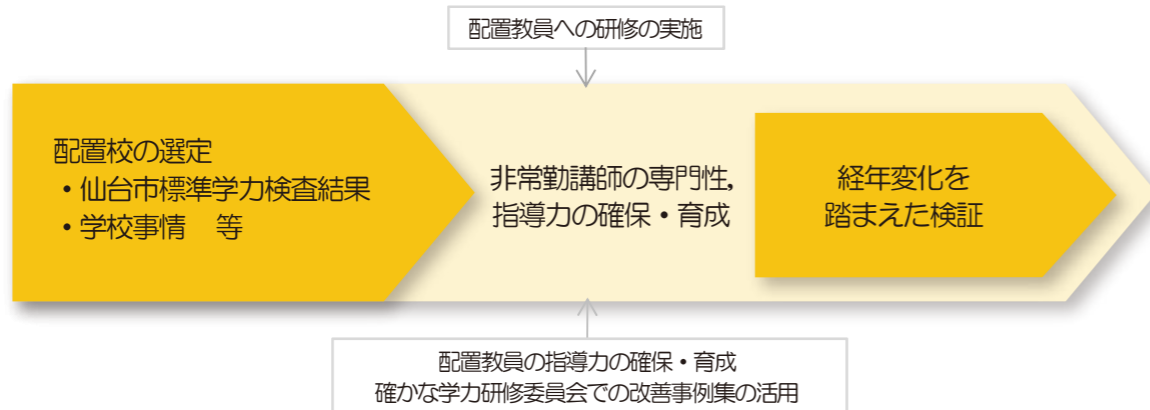 配置教員への研修の実施
配置校の選定
・仙台市標準学力検査結果
・学校事情　等
非常勤講師の専門性，
指導力の確保・育成
経年変化を
踏まえた検証
配置教員の指導力の確保・育成
確かな学力研修委員会での改善事例集の活用